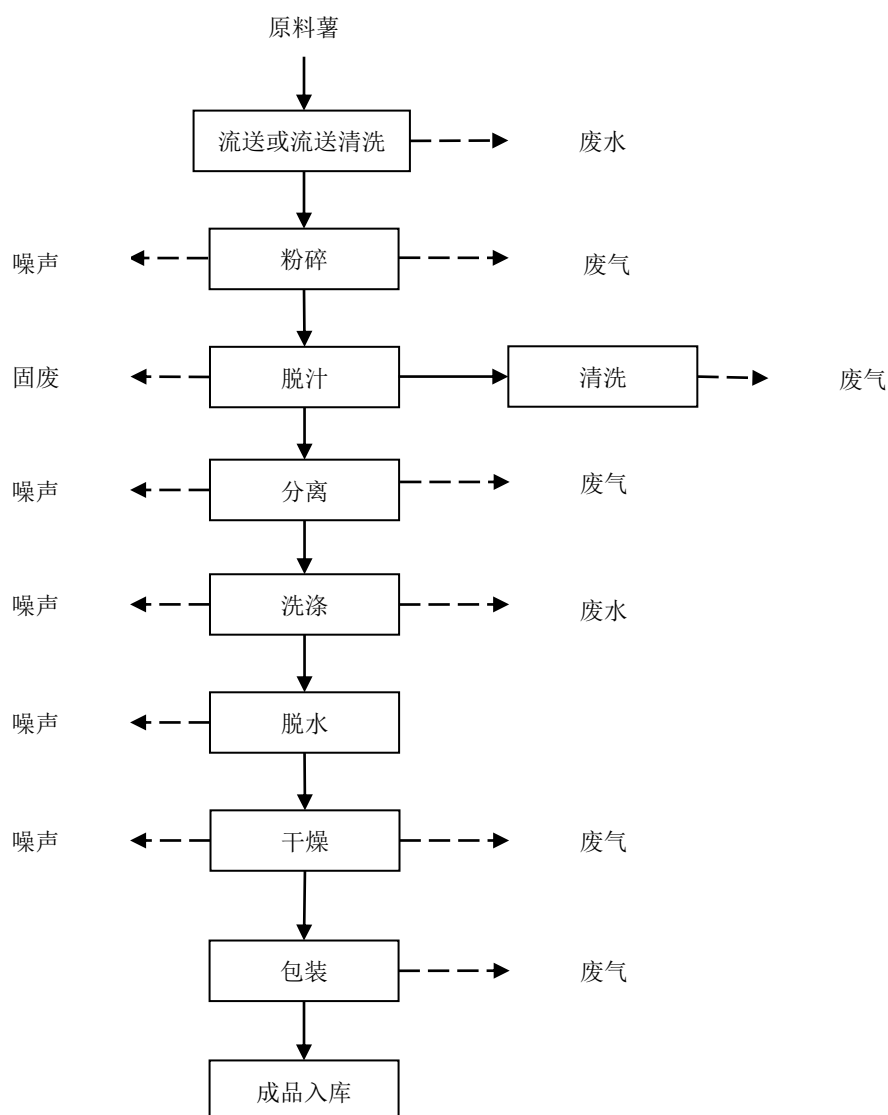 原料薯
流送或流送清洗
废水
噪声
粉碎
废气
固废
脱汁
清洗
废气
噪声
分离
废气
噪声
洗涤
废水
噪声
脱水
噪声
干燥
废气
包装
废气
成品入库